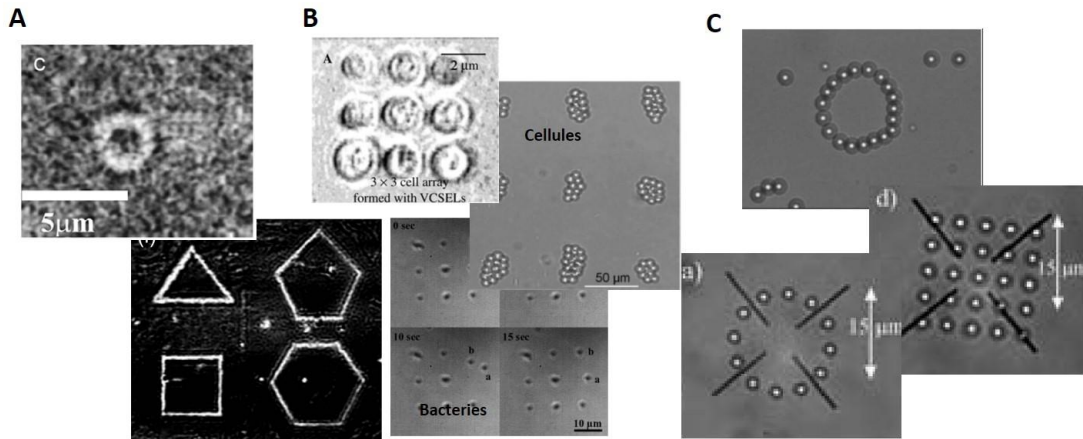 A
B
C
C
5μm
A
2 μm
3 × 3 cell array
formed with VCSELs
Cellules
50 μm
0 sec
10 sec
15 sec
b
a
b
a
Bacteries
10 μm
d)
15 μm
a)
15 μm